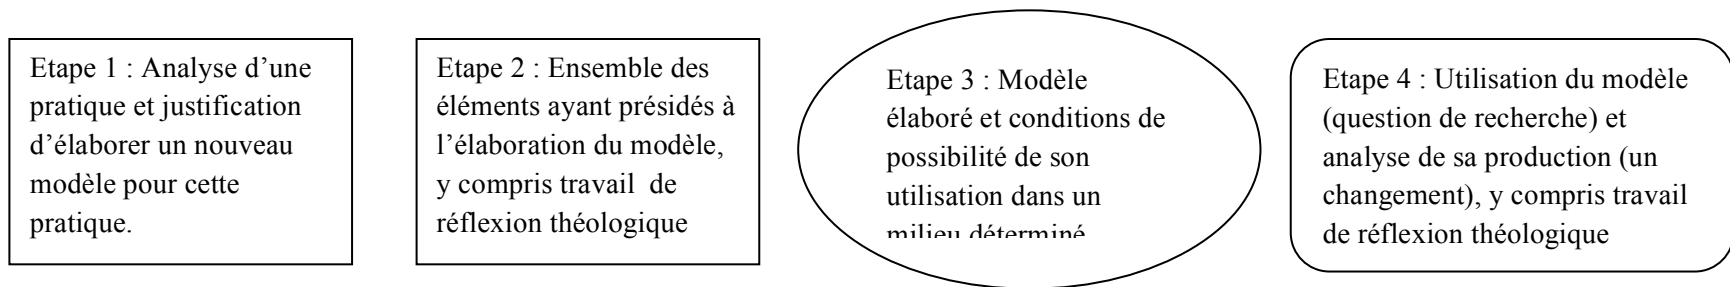 Etape 1 : Analyse d’une
pratique et justification
d’élaborer un nouveau
modèle pour cette
pratique.
Etape 2 : Ensemble des
éléments ayant présidés à
l’élaboration du modèle,
y compris travail de
réflexion théologique
Etape 3 : Modèle
élaboré et conditions de
possibilité de son
utilisation dans un
milieu déterminé
Etape 4 : Utilisation du modèle
(question de recherche) et
analyse de sa production (un
changement), y compris travail
de réflexion théologique